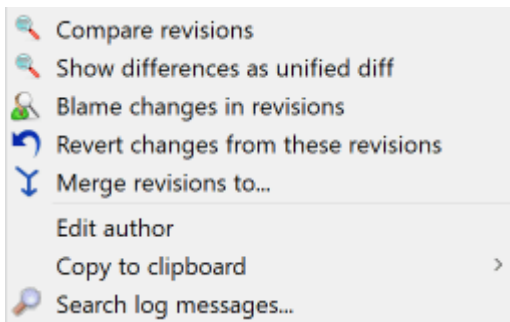 Compare revisions
Show differences as unified diff
Blame changes in revisions
Revert changes from these revisions
Merge revisions to...
Edit author
Copy to clipboard
Search log messages...